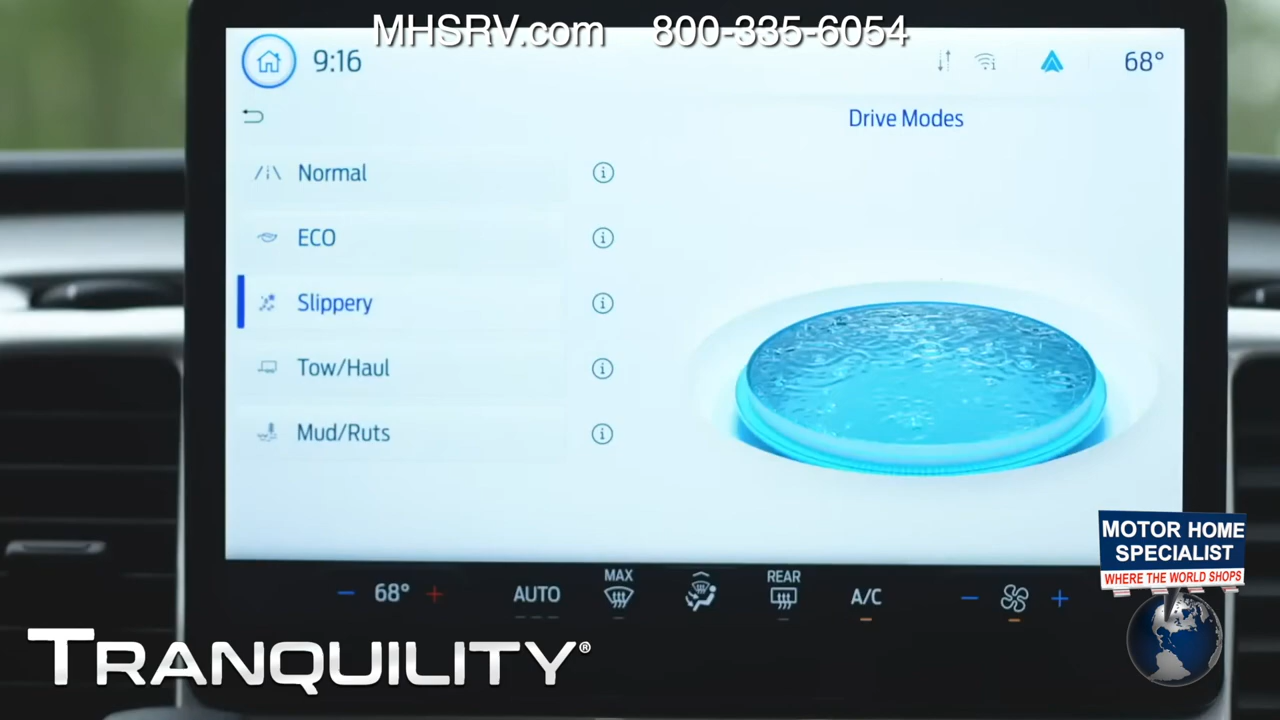 MHSRV.com 800-335-6054
9:16
68°
Drive Modes
Normal
ECO
Slippery
Tow/Haul
Mud/Ruts
68°
AUTO
MAX
REAR
A/C
MOTOR HOME
SPECIALIST
WHERE THE WORLD SHOPS
TRANQUILITY®